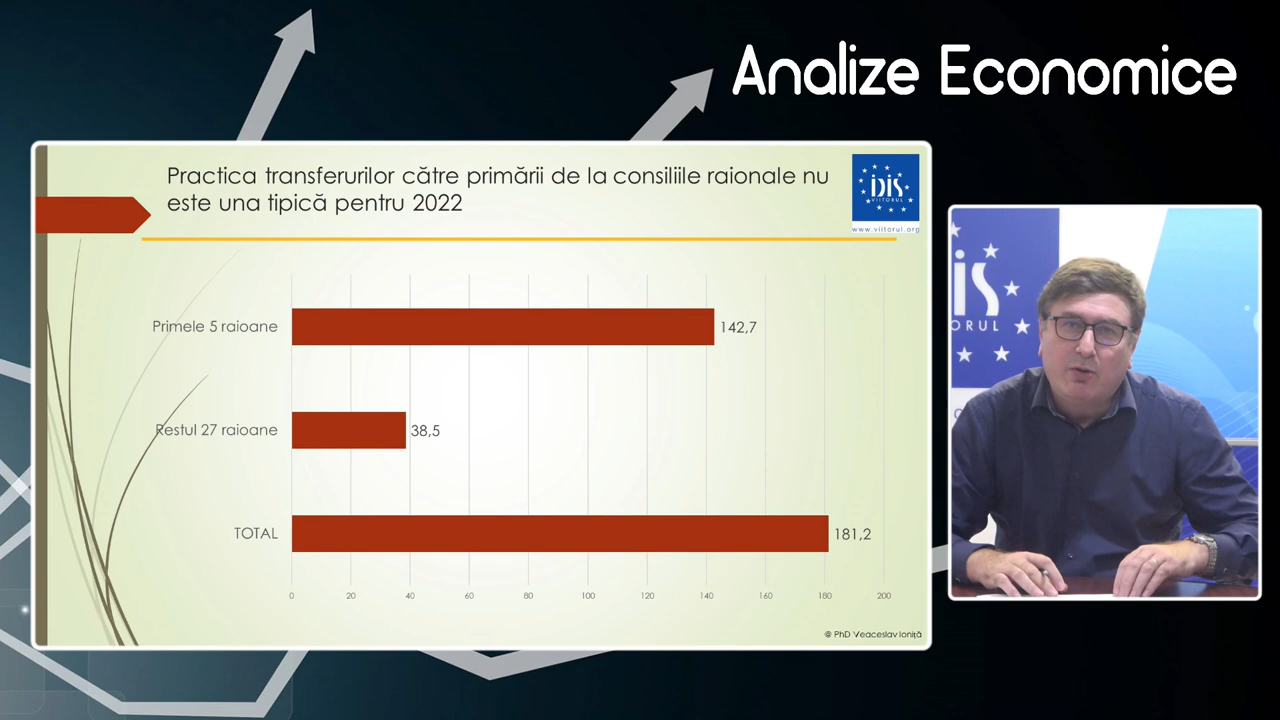 Analize Economice
Practica transferurilor către primării de la consiliile raionale nu
este una tipică pentru 2022
IDIS
VIITORUL
www.viitorul.org
Primele 5 raioane
142,7
Restul 27 raioane
38,5
TOTAL
181,2
0 20 40 60 80 100 120 140 160 180 200
@ PhD Veaceslav Ioniță
IS
ORUL